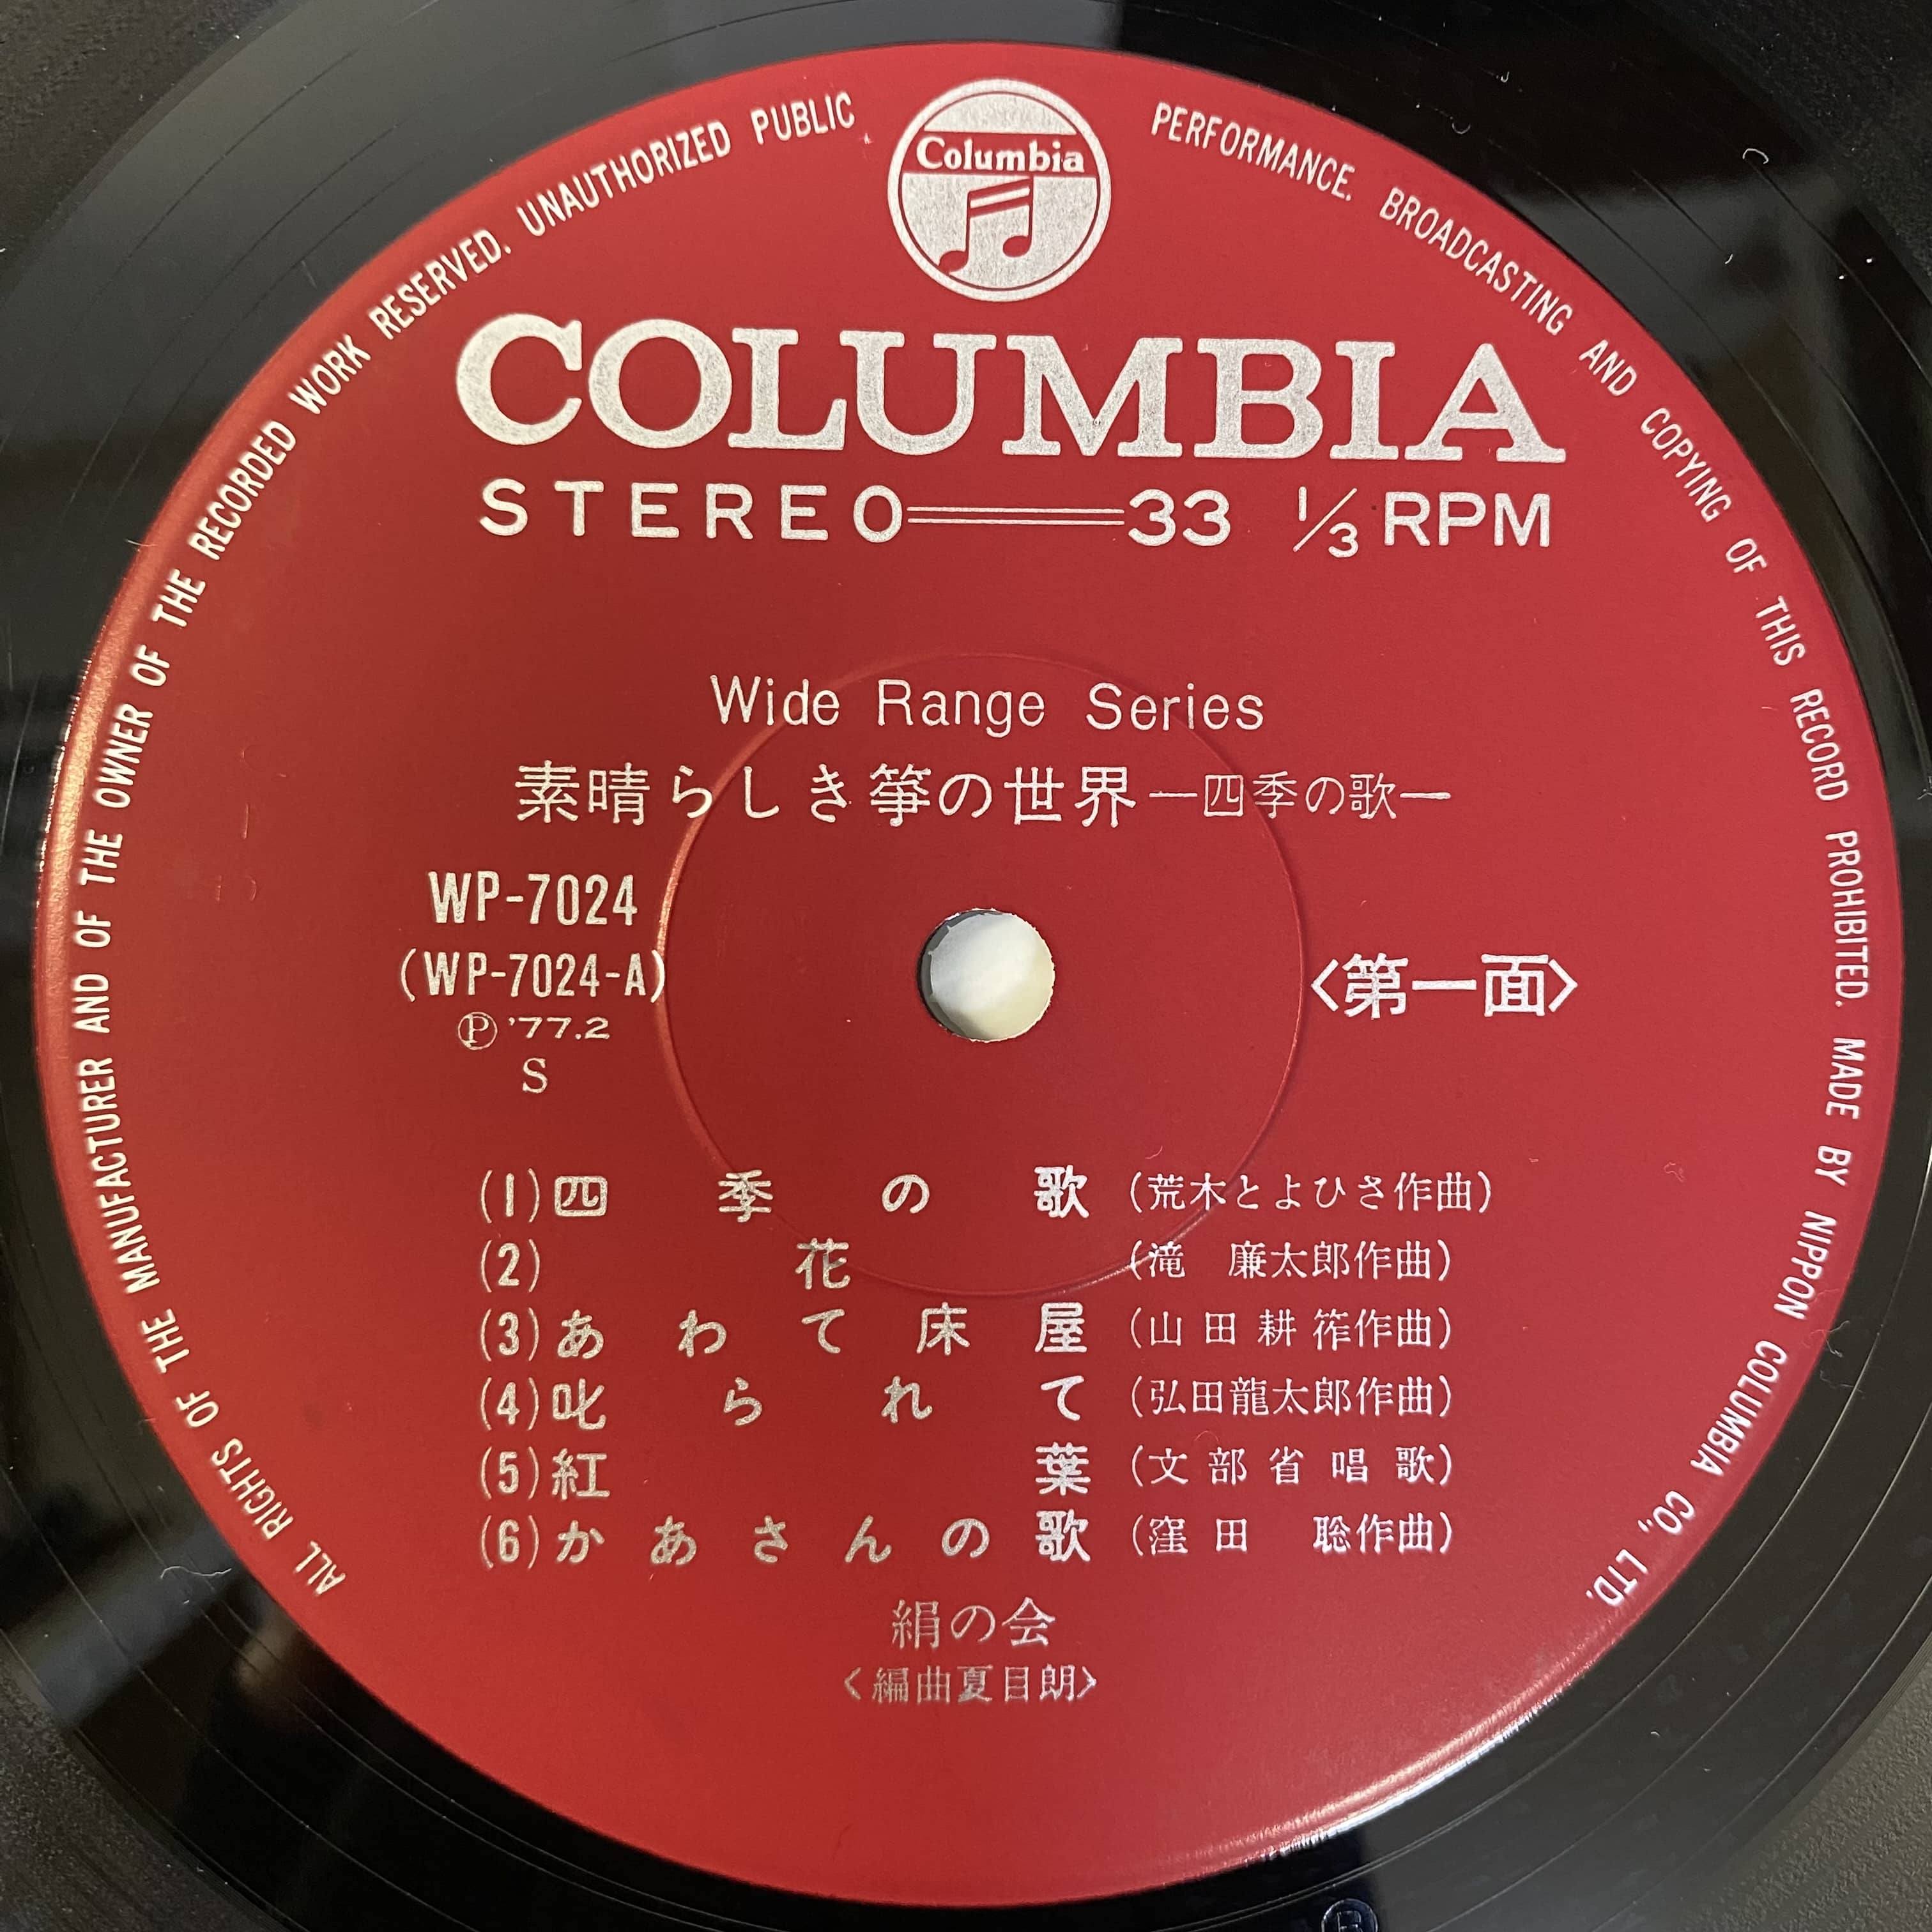 Columbia
ALL RIGHTS OF THE MANUFACTURER AND OF THE OWNER OF THE RECORDED WORK RESERVED. UNAUTHORIZED PUBLIC PERFORMANCE. BROADCASTING AND COPYING OF THIS RECORD PROHIBITED. MADE BY NIPPON COLUMBIA CO., LTD.
COLUMBIA
STEREO 33 1/3 RPM
Wide Range Series
素晴らしき箏の世界—四季の歌—
WP-7024
(WP-7024-A)
Ⓟ '77.2
S
〈第一面〉
(1)四季の歌 (荒木とよひさ作曲)
(2)花 (滝 廉太郎作曲)
(3)あわて床屋 (山田耕筰作曲)
(4)叱られて (弘田龍太郎作曲)
(5)紅葉 (文部省唱歌)
(6)かあさんの歌 (窪田 聡作曲)
絹の会
〈編曲夏目朗〉